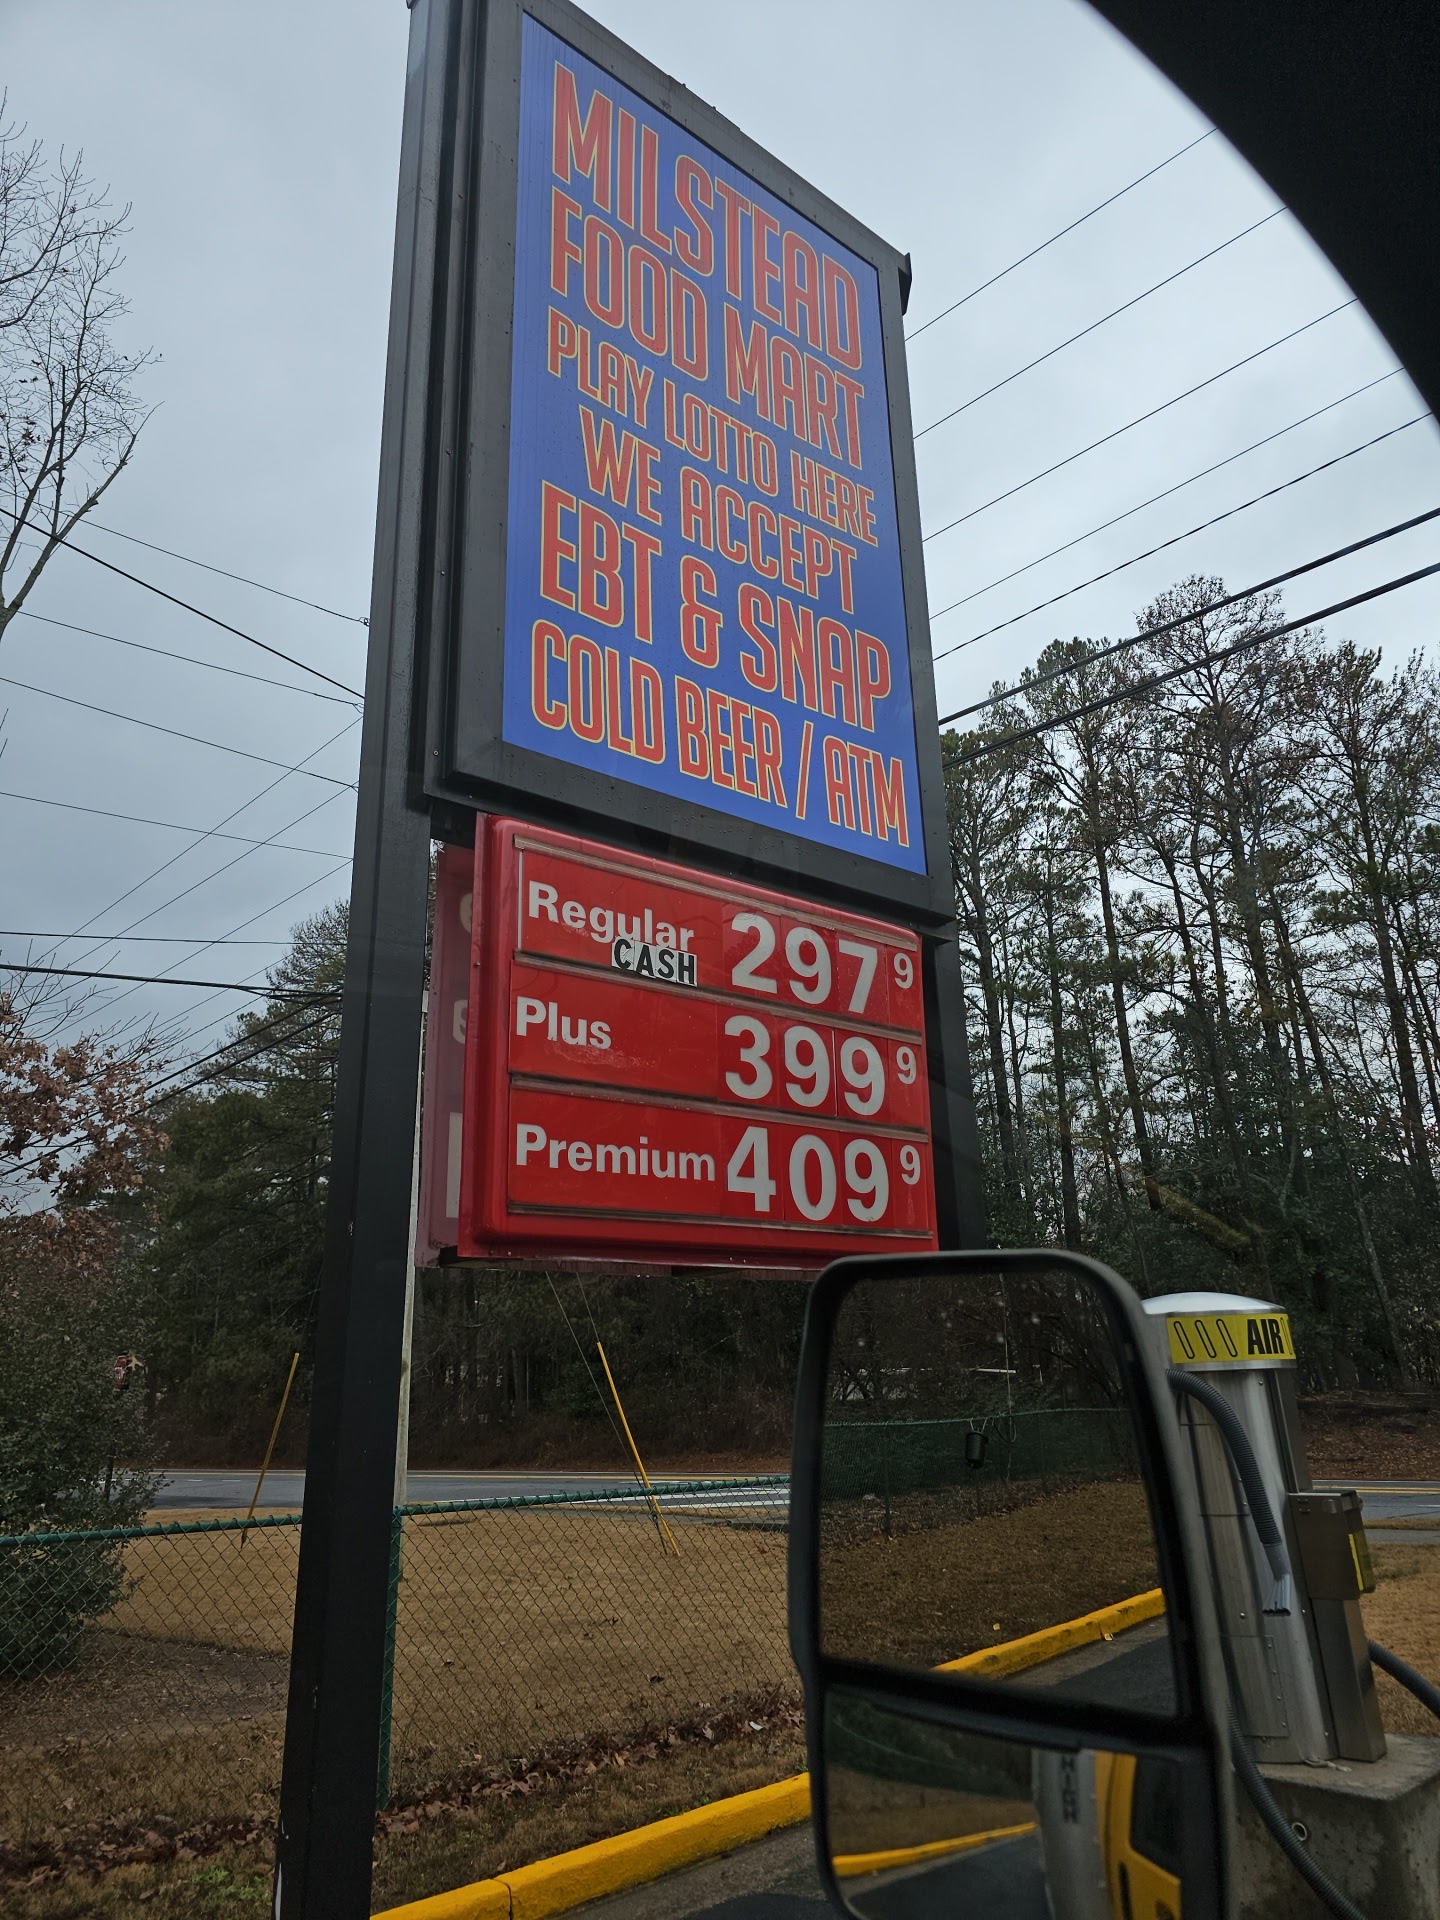 MILSTEAD
FOOD MART
PLAY LOTTO HERE
WE ACCEPT
EBT & SNAP
COLD BEER / ATM
Regular 297 9
CASH
Plus 399 9
Premium 409 9
AIR